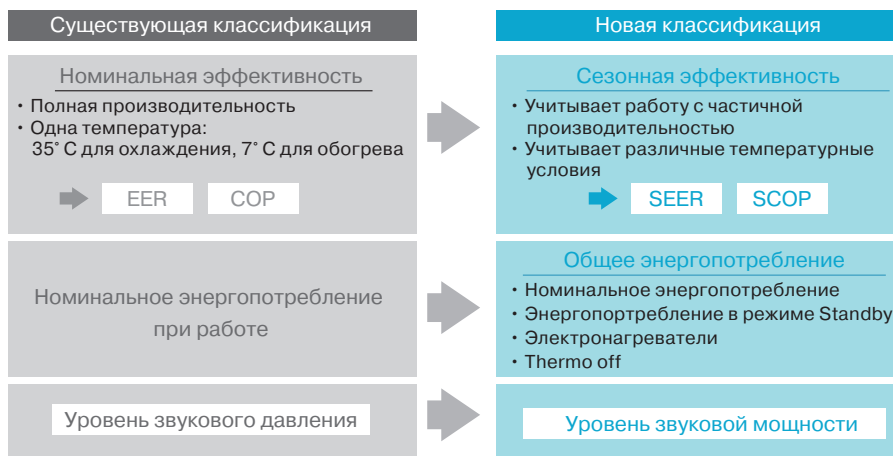 Существующая классификация
Номинальная эффективность
• Полная производительность
• Одна температура:
35° С для охлаждения, 7° С для обогрева
EER COP
Номинальное энергопотребление
при работе
Уровень звукового давления
Новая классификация
Сезонная эффективность
• Учитывает работу с частичной
производительностью
• Учитывает различные температурные
условия
SEER SCOP
Общее энергопотребление
• Номинальное энергопотребление
• Энергопортребление в режиме Standby
• Электронагреватели
• Thermo off
Уровень звуковой мощности